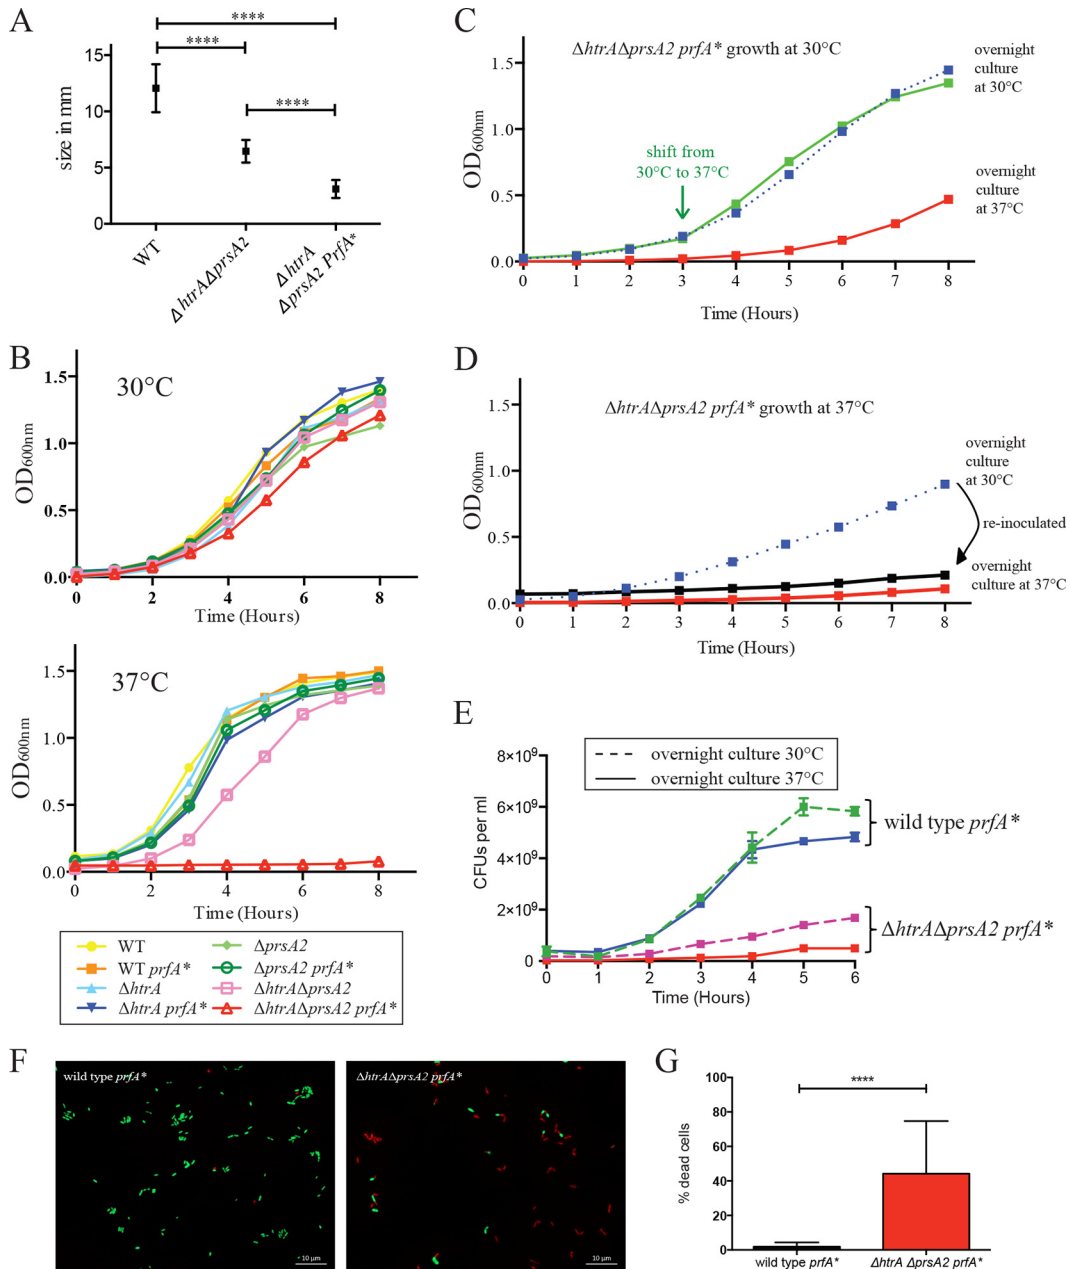 A
****
****
****
15
10
5
0
size in mm
WT
ΔhtrAΔprsA2
ΔhtrA
ΔprsA2 PrfA*
C
ΔhtrAΔprsA2 prfA* growth at 30°C
1.5
1.0
0.5
0.0
OD600nm
shift from
30°C to 37°C
overnight
culture
at 30°C
overnight
culture
at 37°C
0 1 2 3 4 5 6 7 8
Time (Hours)
B
30°C
1.5
1.0
0.5
0.0
OD600nm
0 2 4 6 8
Time (Hours)
37°C
1.5
1.0
0.5
0.0
OD600nm
0 2 4 6 8
Time (Hours)
WT
WT prfA*
ΔhtrA
ΔhtrA prfA*
ΔprsA2
ΔprsA2 prfA*
ΔhtrAΔprsA2
ΔhtrAΔprsA2 prfA*
D
ΔhtrAΔprsA2 prfA* growth at 37°C
1.5
1.0
0.5
0.0
OD600nm
overnight
culture
at 30°C
re-inoculated
overnight
culture at 37°C
0 1 2 3 4 5 6 7 8
Time (Hours)
E
overnight culture 30°C
overnight culture 37°C
8×10⁹
6×10⁹
4×10⁹
2×10⁹
0
CFUs per ml
wild type prfA*
ΔhtrAΔprsA2 prfA*
0 1 2 3 4 5 6
Time (Hours)
F
wild type prfA*
10 µm
ΔhtrAΔprsA2 prfA*
10 µm
G
****
100
80
60
40
20
0
% dead cells
wild type prfA*
ΔhtrA ΔprsA2 prfA*